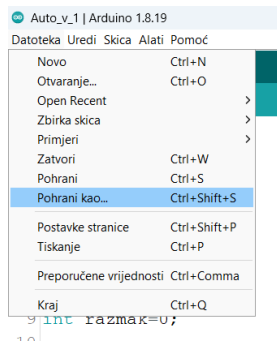 Auto_v_1 | Arduino 1.8.19
Datoteka Uredi Skica Alati Pomoć
Novo Ctrl+N
Otvaranje... Ctrl+O
Open Recent >
Zbirka skica >
Primjeri >
Zatvori Ctrl+W
Pohrani Ctrl+S
Pohrani kao... Ctrl+Shift+S
Postavke stranice Ctrl+Shift+P
Tiskanje Ctrl+P
Preporučene vrijednosti Ctrl+Comma
Kraj Ctrl+Q
9 int razmak=0;
10